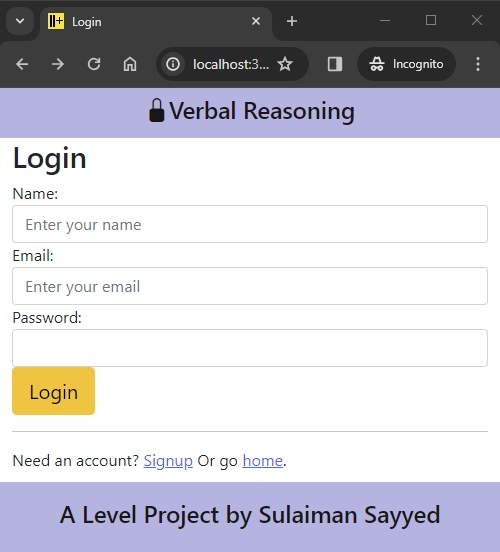 Login
localhost:3...
Incognito
Verbal Reasoning
Login
Name:
Enter your name
Email:
Enter your email
Password:
Login
Need an account? Signup Or go home.
A Level Project by Sulaiman Sayyed